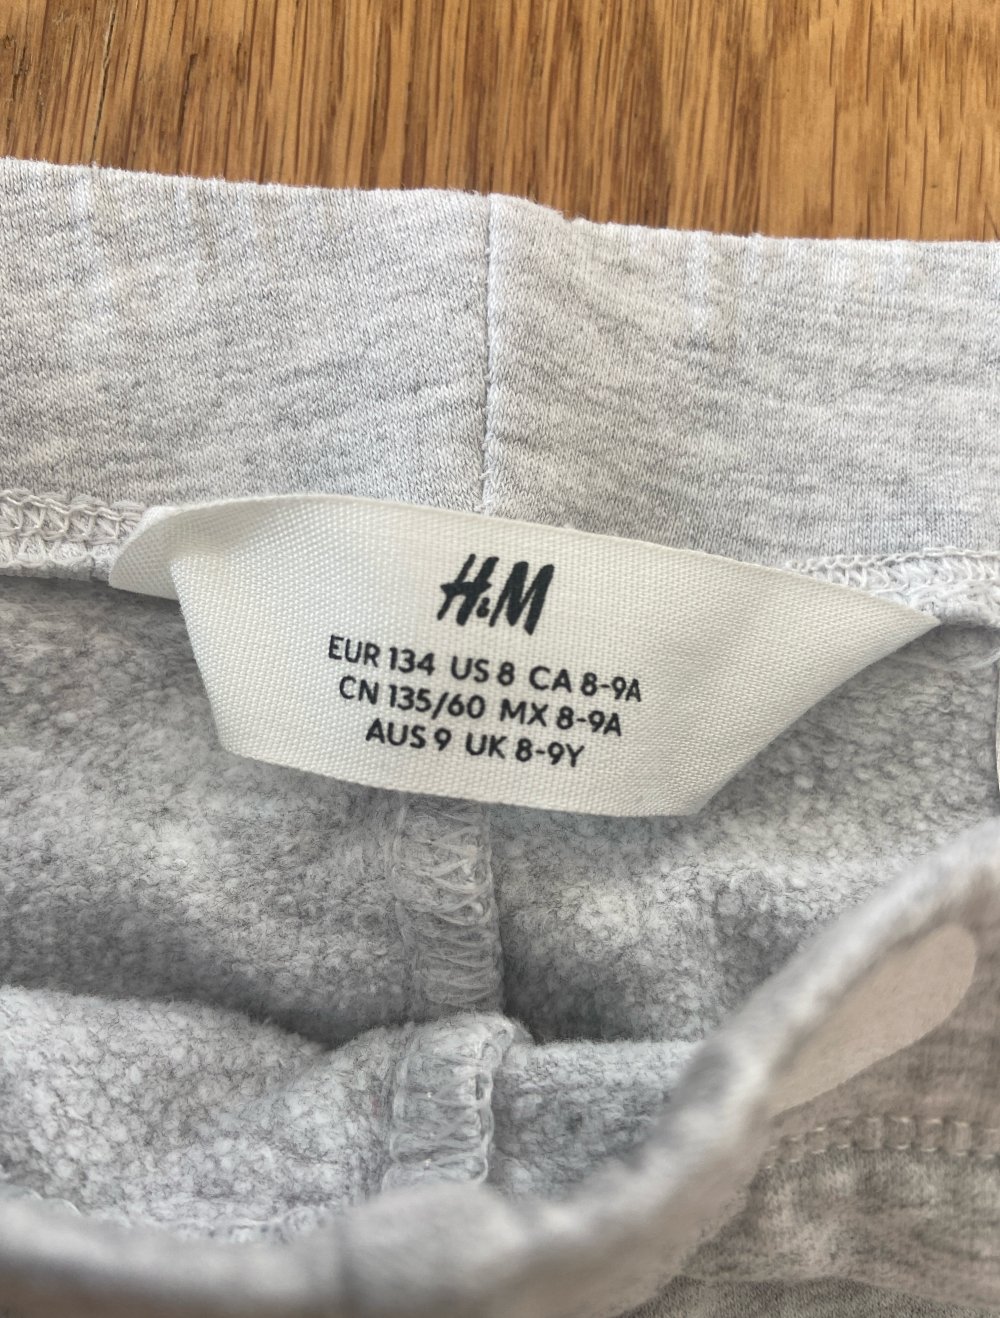 H&M
EUR 134 US 8 CA 8-9A
CN 135/60 MX 8-9A
AUS 9 UK 8-9Y